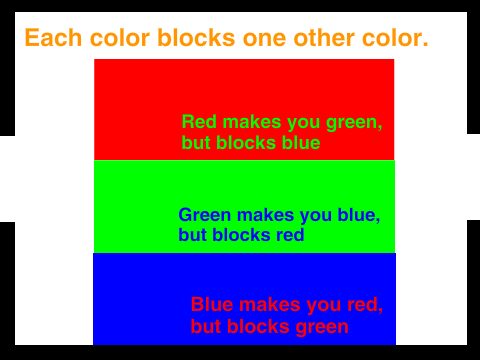 Each color blocks one other color.
Red makes you green,
but blocks blue
Green makes you blue,
but blocks red
Blue makes you red,
but blocks green